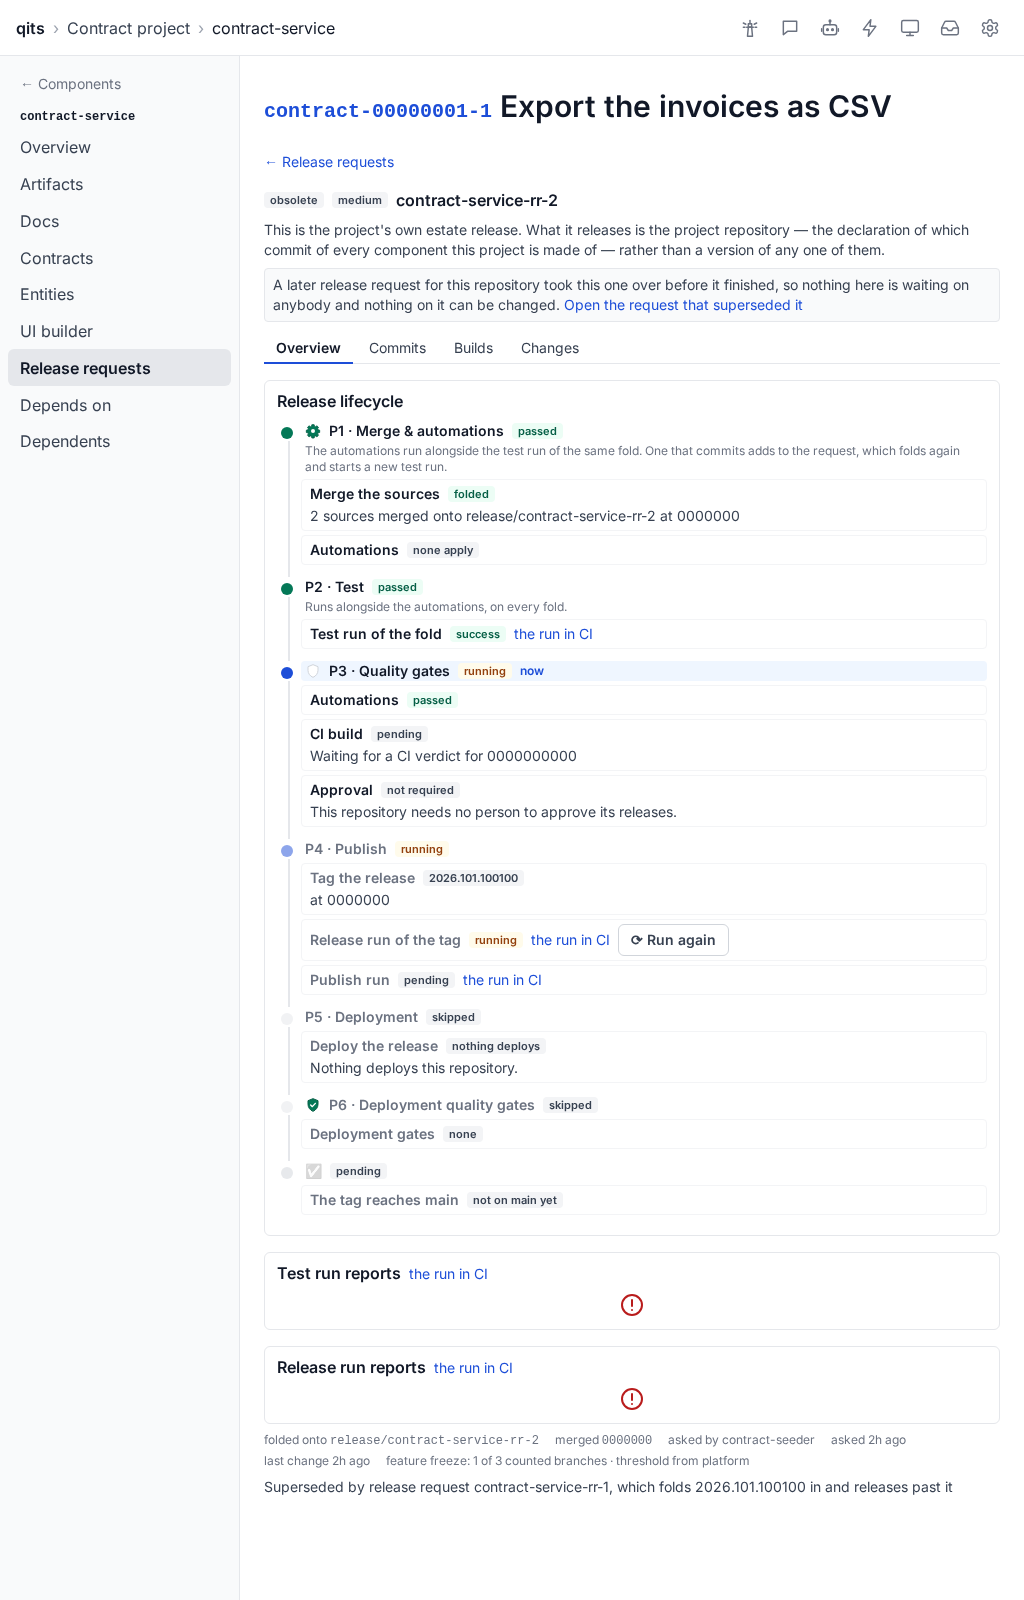 qits › Contract project › contract-service
← Components
contract-service
Overview
Artifacts
Docs
Contracts
Entities
UI builder
Release requests
Depends on
Dependents
contract-00000001-1 Export the invoices as CSV
← Release requests
obsolete medium contract-service-rr-2
This is the project's own estate release. What it releases is the project repository — the declaration of which
commit of every component this project is made of — rather than a version of any one of them.
A later release request for this repository took this one over before it finished, so nothing here is waiting on
anybody and nothing on it can be changed. Open the request that superseded it
Overview Commits Builds Changes
Release lifecycle
P1 · Merge & automations passed
The automations run alongside the test run of the same fold. One that commits adds to the request, which folds again
and starts a new test run.
Merge the sources folded
2 sources merged onto release/contract-service-rr-2 at 0000000
Automations none apply
P2 · Test passed
Runs alongside the automations, on every fold.
Test run of the fold success the run in CI
P3 · Quality gates running now
Automations passed
CI build pending
Waiting for a CI verdict for 0000000000
Approval not required
This repository needs no person to approve its releases.
P4 · Publish running
Tag the release 2026.101.100100
at 0000000
Release run of the tag running the run in CI ⟳ Run again
Publish run pending the run in CI
P5 · Deployment skipped
Deploy the release nothing deploys
Nothing deploys this repository.
P6 · Deployment quality gates skipped
Deployment gates none
✅ pending
The tag reaches main not on main yet
Test run reports the run in CI
Release run reports the run in CI
folded onto release/contract-service-rr-2 merged 0000000 asked by contract-seeder asked 2h ago
last change 2h ago feature freeze: 1 of 3 counted branches · threshold from platform
Superseded by release request contract-service-rr-1, which folds 2026.101.100100 in and releases past it